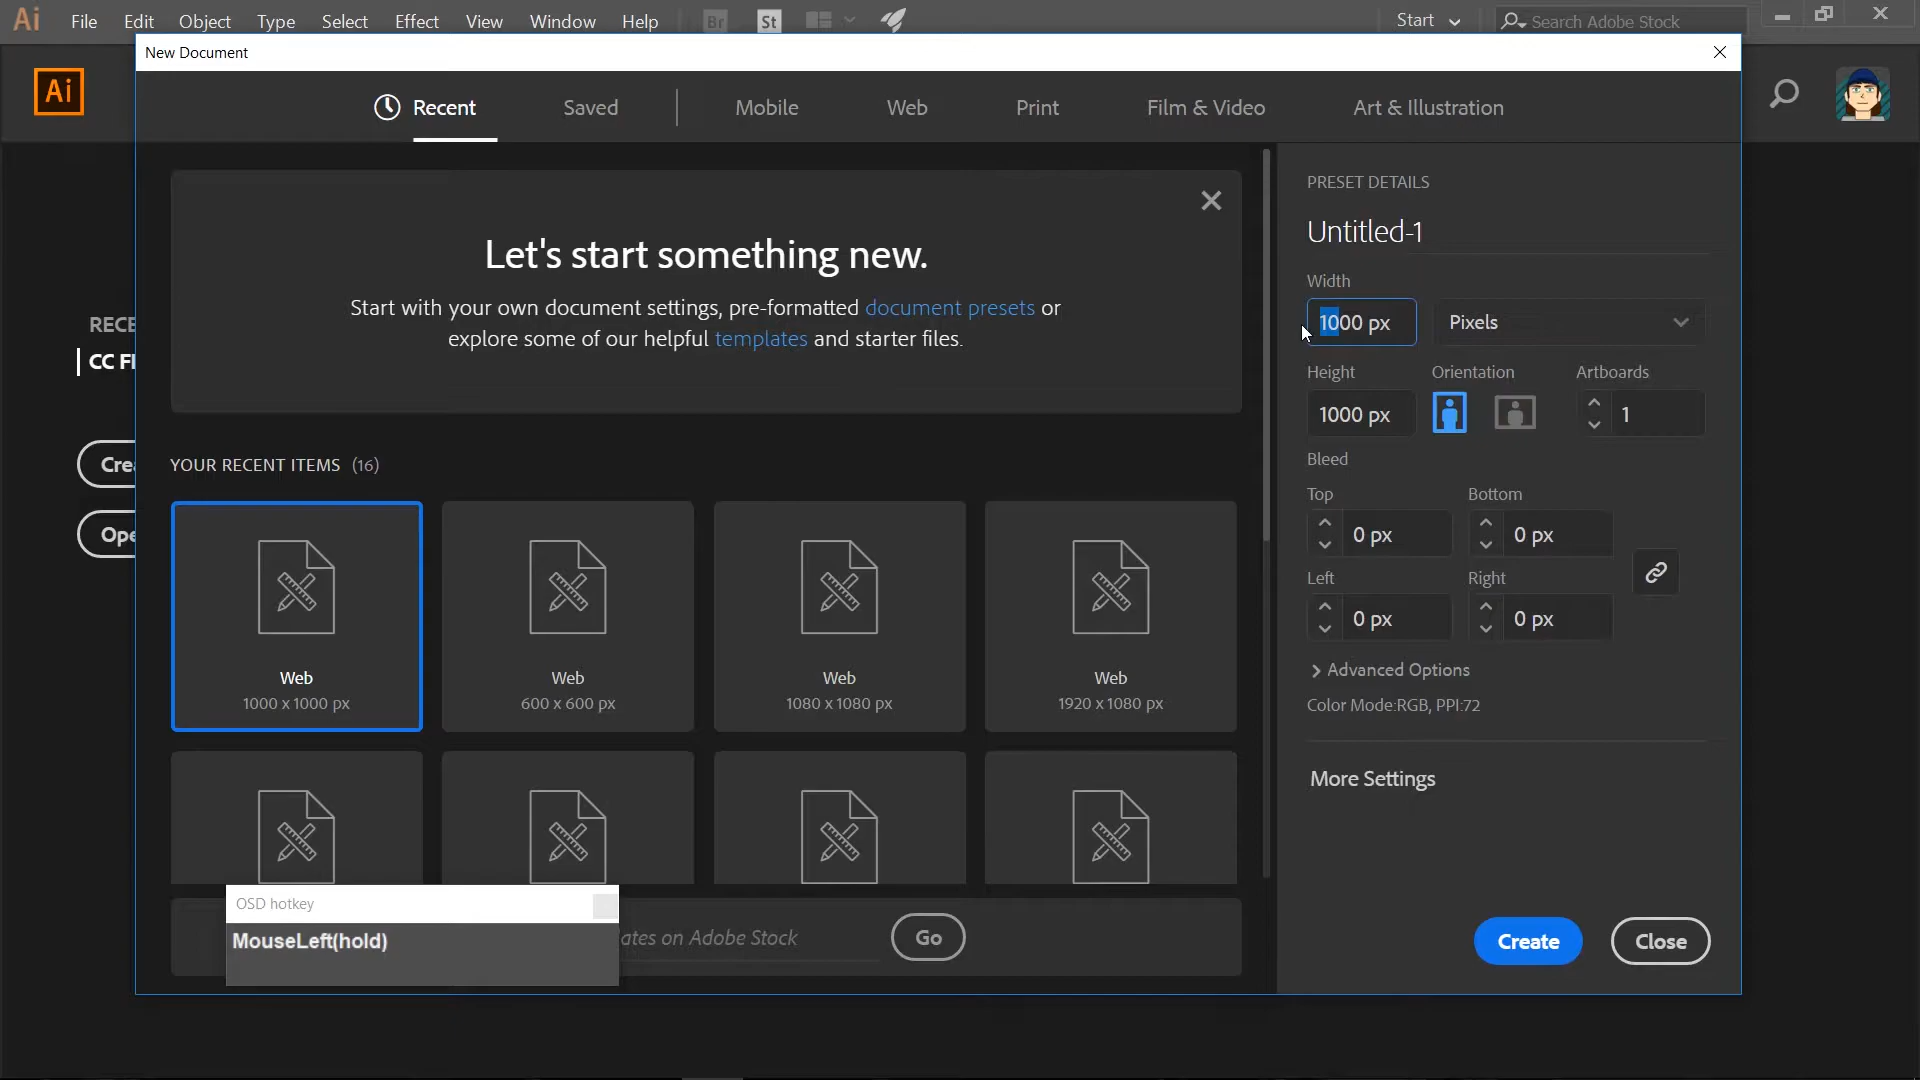 Ai File Edit Object Type Select Effect View Window Help Br St Start Search Adobe Stock
New Document
Ai
Recent Saved Mobile Web Print Film & Video Art & Illustration
Let's start something new.
Start with your own document settings, pre-formatted document presets or
explore some of our helpful templates and starter files.
RECE
CC FI
Cre
Ope
YOUR RECENT ITEMS (16)
Web
1000 x 1000 px
Web
600 x 600 px
Web
1080 x 1080 px
Web
1920 x 1080 px
OSD hotkey
MouseLeft(hold)
ates on Adobe Stock
Go
PRESET DETAILS
Untitled-1
Width
1000 px Pixels
Height Orientation Artboards
1000 px 1
Bleed
Top Bottom
0 px 0 px
Left Right
0 px 0 px
Advanced Options
Color Mode:RGB, PPI:72
More Settings
Create Close